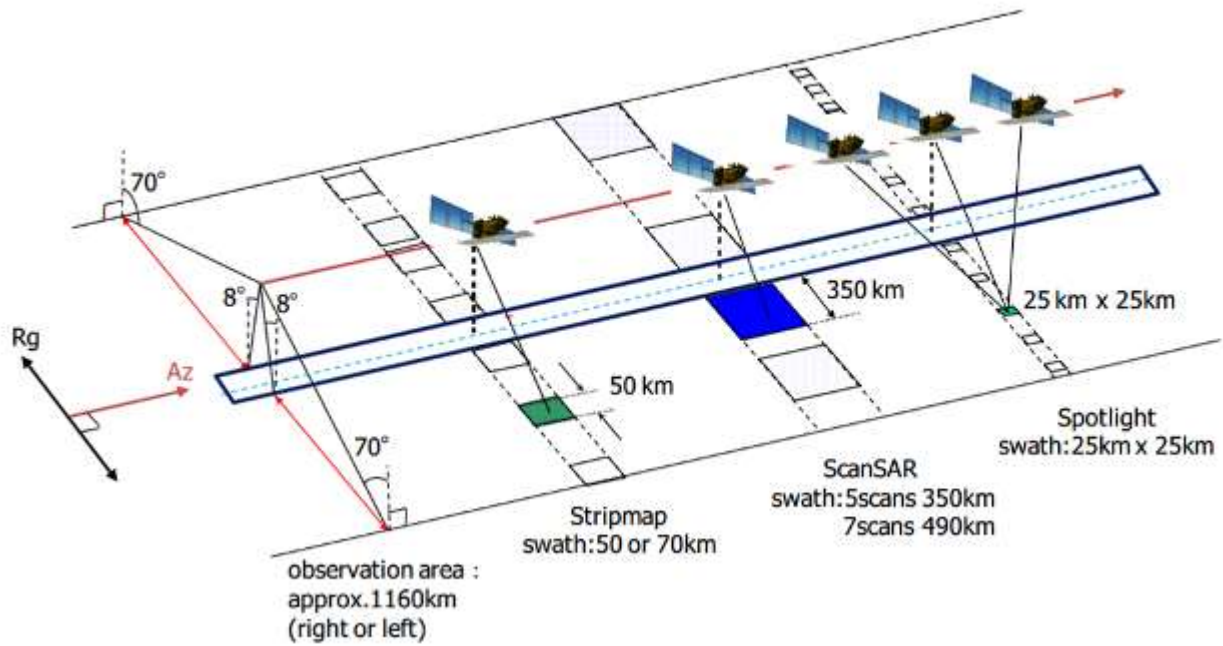 70°
8°
8°
Rg
Az
70°
350 km
25 km x 25km
50 km
Spotlight
swath:25km x 25km
ScanSAR
swath:5scans 350km
7scans 490km
Stripmap
swath:50 or 70km
observation area :
approx.1160km
(right or left)